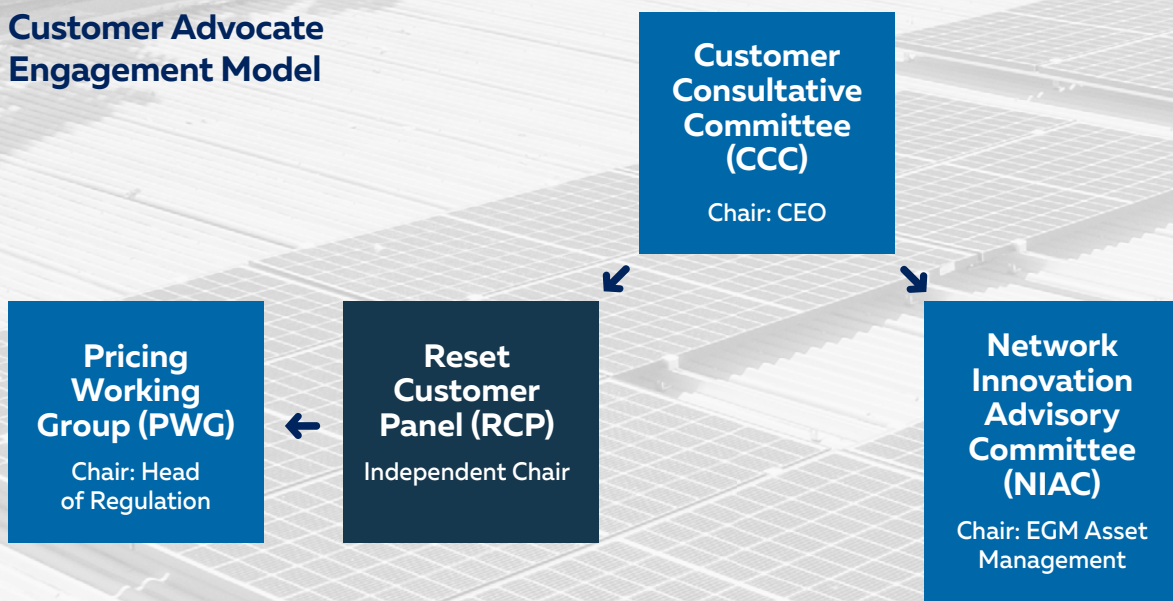 Customer Advocate
Engagement Model
Customer
Consultative
Committee
(CCC)
Chair: CEO
Pricing
Working
Group (PWG)
Chair: Head
of Regulation
Reset
Customer
Panel (RCP)
Independent Chair
Network
Innovation
Advisory
Committee
(NIAC)
Chair: EGM Asset
Management